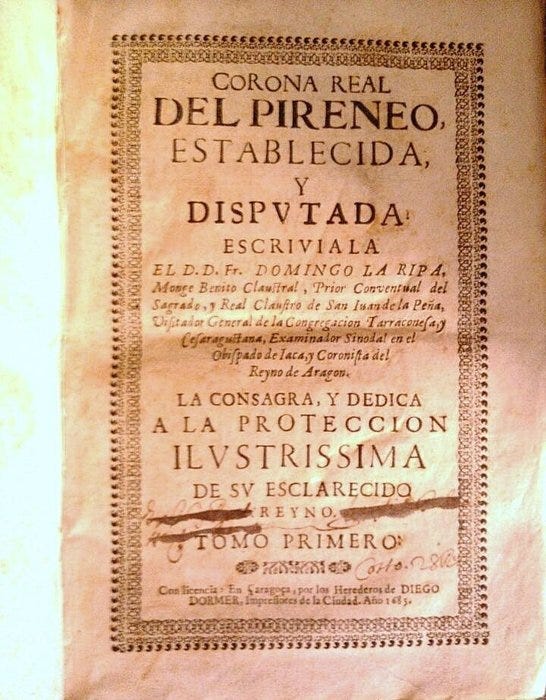 CORONA REAL
DEL PIRENEO,
ESTABLECIDA,
Y
DISPVTADA:
ESCRIVIALA
EL D.D. Fr. DOMINGO LA RIPA,
Monge Benito Claustral, Prior Conventual del
Sagrado, y Real Claustro de San Iuan de la Peña,
Visitador General de la Congregacion Tarraconesa, y
Cesaraugustana, Examinador Sinodal en el
Obispado de Iaca, y Coronista del
Reyno de Aragon.
LA CONSAGRA, Y DEDICA
A LA PROTECCION
ILVSTRISSIMA
DE SV ESCLARECIDO
REYNO.
TOMO PRIMERO.
Costo
Con licencia: En Çaragoça, por los Herederos de DIEGO
DORMER, Impressores de la Ciudad. Año 1685.